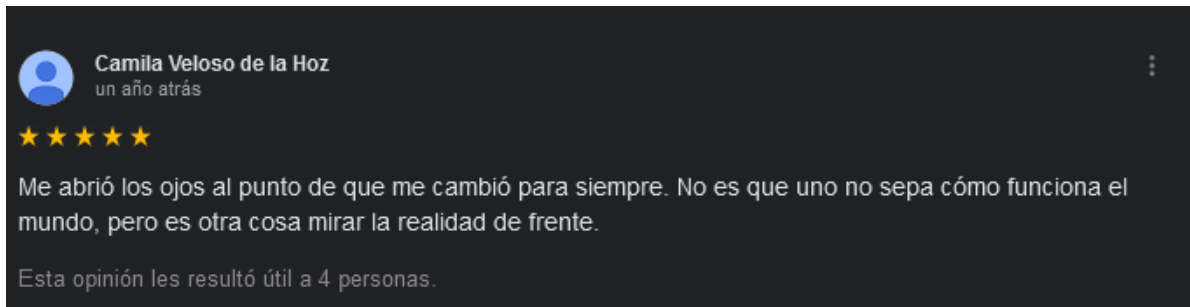 Camila Veloso de la Hoz
un año atrás
Me abrió los ojos al punto de que me cambió para siempre. No es que uno no sepa cómo funciona el
mundo, pero es otra cosa mirar la realidad de frente.
Esta opinión les resultó útil a 4 personas.